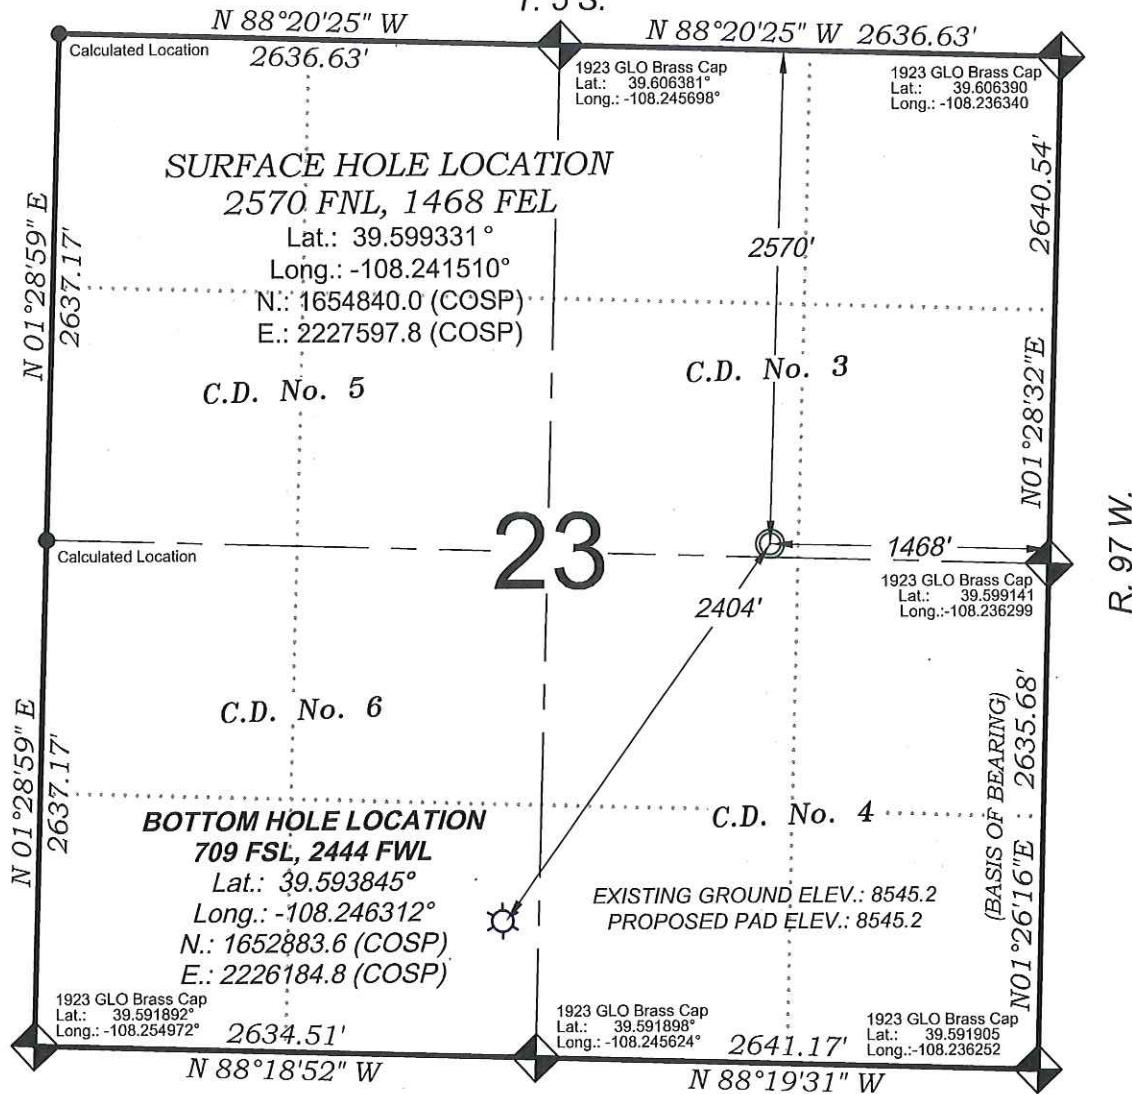 T. 5 S.
N 88°20'25" W
2636.63'
N 88°20'25" W 2636.63'
Calculated Location
1923 GLO Brass Cap
Lat.: 39.606381°
Long.: -108.245698°
1923 GLO Brass Cap
Lat.: 39.606390
Long.: -108.236340
SURFACE HOLE LOCATION
2570 FNL, 1468 FEL
Lat.: 39.599331°
Long.: -108.241510°
N.: 1654840.0 (COSP)
E.: 2227597.8 (COSP)
N 01°28'59" E
2637.17'
2640.54'
N01°28'32"E
2570'
C.D. No. 5
C.D. No. 3
23
R. 97 W.
Calculated Location
1468'
1923 GLO Brass Cap
Lat.: 39.599141
Long.:-108.236299
2404'
C.D. No. 6
C.D. No. 4
N 01°28'59" E
2637.17'
(BASIS OF BEARING)
N01°26'16"E 2635.68'
BOTTOM HOLE LOCATION
709 FSL, 2444 FWL
Lat.: 39.593845°
Long.: -108.246312°
N.: 1652883.6 (COSP)
E.: 2226184.8 (COSP)
EXISTING GROUND ELEV.: 8545.2
PROPOSED PAD ELEV.: 8545.2
1923 GLO Brass Cap
Lat.: 39.591892°
Long.: -108.254972°
2634.51'
N 88°18'52" W
1923 GLO Brass Cap
Lat.: 39.591898°
Long.: -108.245624°
2641.17'
N 88°19'31" W
1923 GLO Brass Cap
Lat.: 39.591905
Long.:-108.236252